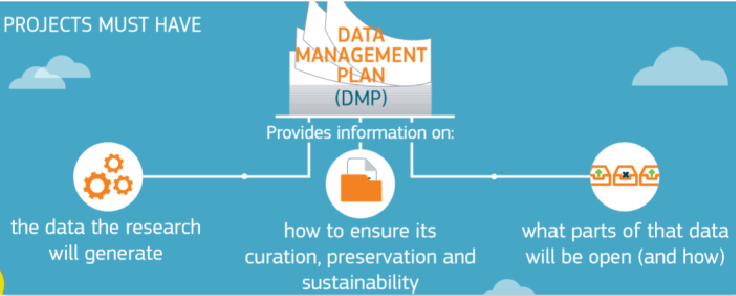 PROJECTS MUST HAVE
DATA
MANAGEMENT
PLAN
(DMP)
Provides information on:
the data the research
will generate
how to ensure its
curation, preservation and
sustainability
what parts of that data
will be open (and how)